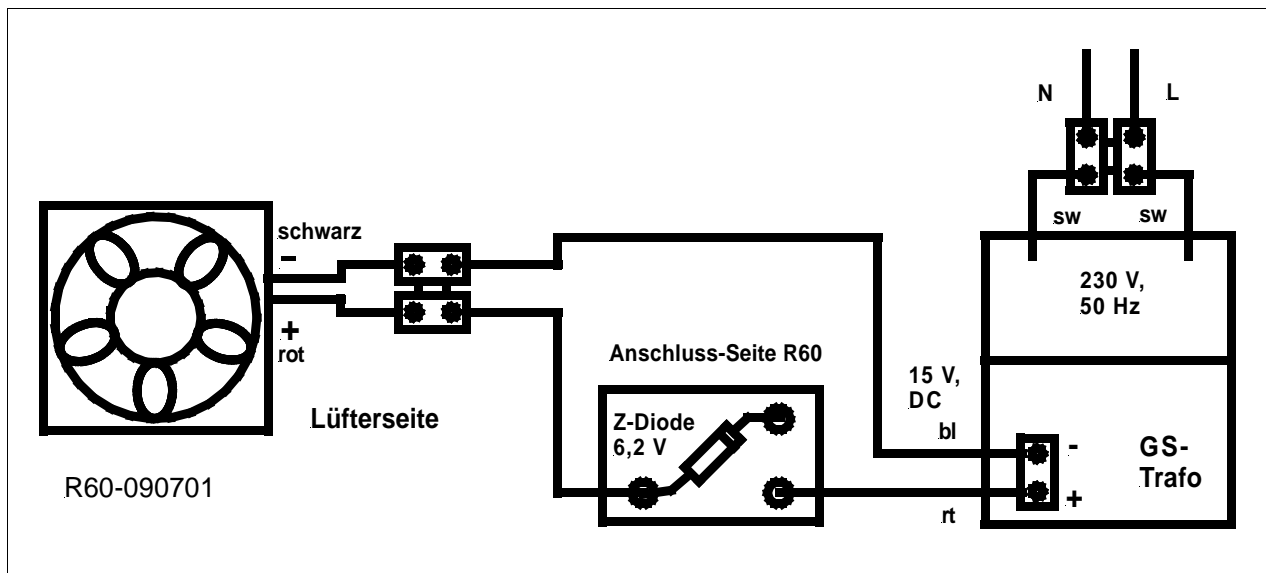 N L
sw sw
schwarz
-
230 V,
50 Hz
+
rot
Anschluss-Seite R60
15 V,
DC
Lüfterseite
Z-Diode
6,2 V
bl
-
GS-
Trafo
R60-090701
+
rt